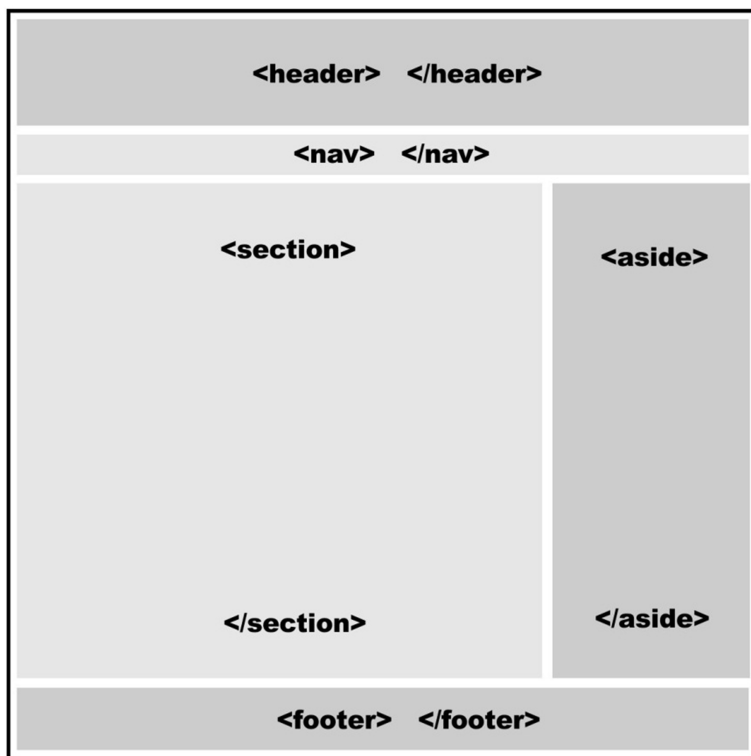 <header> </header>
<nav> </nav>
<section>
<aside>
</section>
</aside>
<footer> </footer>